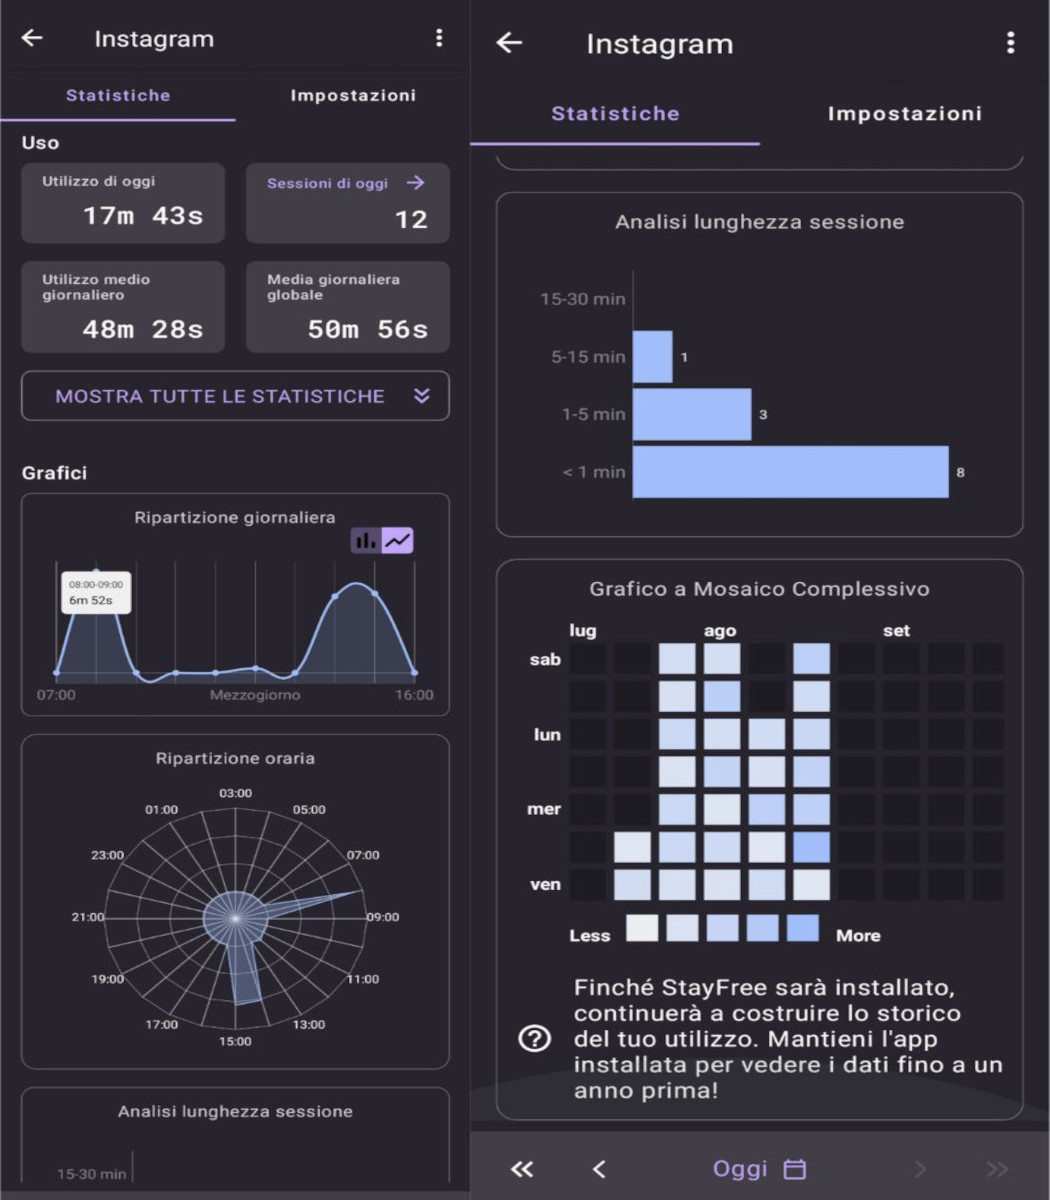 Instagram
Statistiche Impostazioni
Uso
Utilizzo di oggi
17m 43s
Sessioni di oggi
12
Utilizzo medio
giornaliero
48m 28s
Media giornaliera
globale
50m 56s
MOSTRA TUTTE LE STATISTICHE
Grafici
Ripartizione giornaliera
08:00-09:00
6m 52s
07:00 Mezzogiorno 16:00
Ripartizione oraria
03:00
01:00 05:00
23:00 07:00
21:00 09:00
19:00 11:00
17:00 13:00
15:00
Analisi lunghezza sessione
15-30 min
Instagram
Statistiche Impostazioni
Analisi lunghezza sessione
15-30 min
5-15 min 1
1-5 min 3
< 1 min 8
Grafico a Mosaico Complessivo
lug ago set
sab
lun
mer
ven
Less More
Finché StayFree sarà installato,
continuerà a costruire lo storico
del tuo utilizzo. Mantieni l'app
installata per vedere i dati fino a un
anno prima!
Oggi